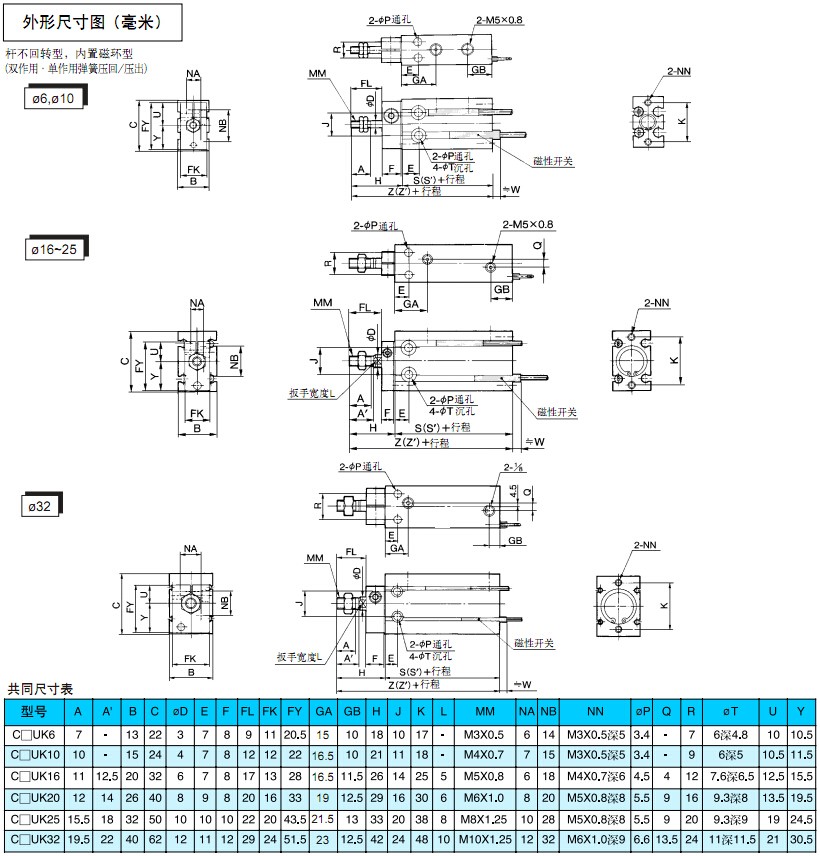 外形尺寸图（毫米）
杆不回转型，内置磁环型
(双作用·单作用弹簧压回/压出)
ø6,ø10
2-φP通孔
2-M5×0.8
R
E
GA
GB
NA
C
FY
U
Y
NB
FK
B
MM
FL
φD
J
A
F
E
H
2-φP通孔
4-φT沉孔
S(S')+行程
Z(Z')+行程
≒W
磁性开关
2-NN
K
ø16~25
2-φP通孔
2-M5×0.8
R
Q
E
GA
GB
NA
C
FY
U
Y
NB
FK
B
MM
FL
φD
J
扳手宽度L
A
A'
F
E
H
2-φP通孔
4-φT沉孔
S(S')+行程
Z(Z')+行程
≒W
磁性开关
2-NN
K
ø32
2-φP通孔
2-⅛
R
4.5
Q
E
GA
GB
NA
C
FY
U
Y
NB
FK
B
MM
FL
φD
J
扳手宽度L
A
A'
F
E
H
2-φP通孔
4-φT沉孔
S(S')+行程
Z(Z')+行程
≒W
磁性开关
2-NN
K
共同尺寸表
型号 A A' B C øD E F FL FK FY GA GB H J K L MM NA NB NN øP Q R øT U Y
C□UK6 7 - 13 22 3 7 8 9 11 20.5 15 10 18 10 17 - M3X0.5 6 14 M3X0.5深5 3.4 - 7 6深4.8 10 10.5
C□UK10 10 - 15 24 4 7 8 12 12 22 16.5 10 21 11 18 - M4X0.7 7 15 M3X0.5深5 3.4 - 9 6深5 10.5 11.5
C□UK16 11 12.5 20 32 6 7 8 17 13 28 16.5 11.5 26 14 25 5 M5X0.8 6 18 M4X0.7深6 4.5 4 12 7.6深6.5 12.5 15.5
C□UK20 12 14 26 40 8 9 8 20 16 33 19 12.5 29 16 30 6 M6X1.0 8 20 M5X0.8深8 5.5 9 16 9.3深8 13.5 19.5
C□UK25 15.5 18 32 50 10 10 10 22 20 43.5 21.5 13 33 20 38 8 M8X1.25 10 28 M5X0.8深8 5.5 9 20 9.3深9 19 24.5
C□UK32 19.5 22 40 62 12 11 12 29 24 51.5 23 12.5 42 24 48 10 M10X1.25 12 32 M6X1.0深9 6.6 13.5 24 11深11.5 21 30.5